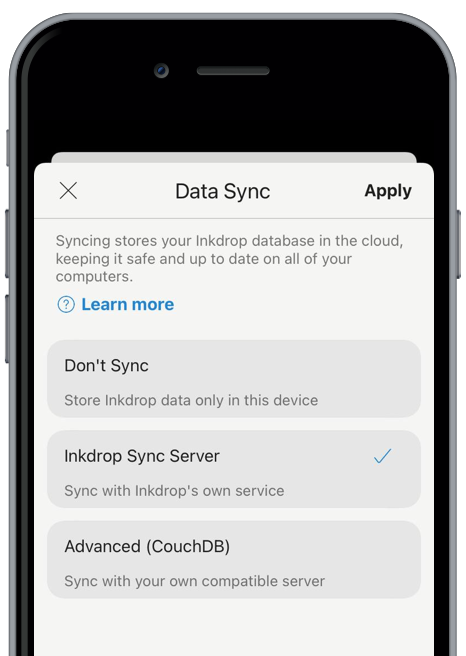 Data Sync
Apply
Syncing stores your Inkdrop database in the cloud,
keeping it safe and up to date on all of your
computers.
Learn more
Don't Sync
Store Inkdrop data only in this device
Inkdrop Sync Server
Sync with Inkdrop's own service
Advanced (CouchDB)
Sync with your own compatible server